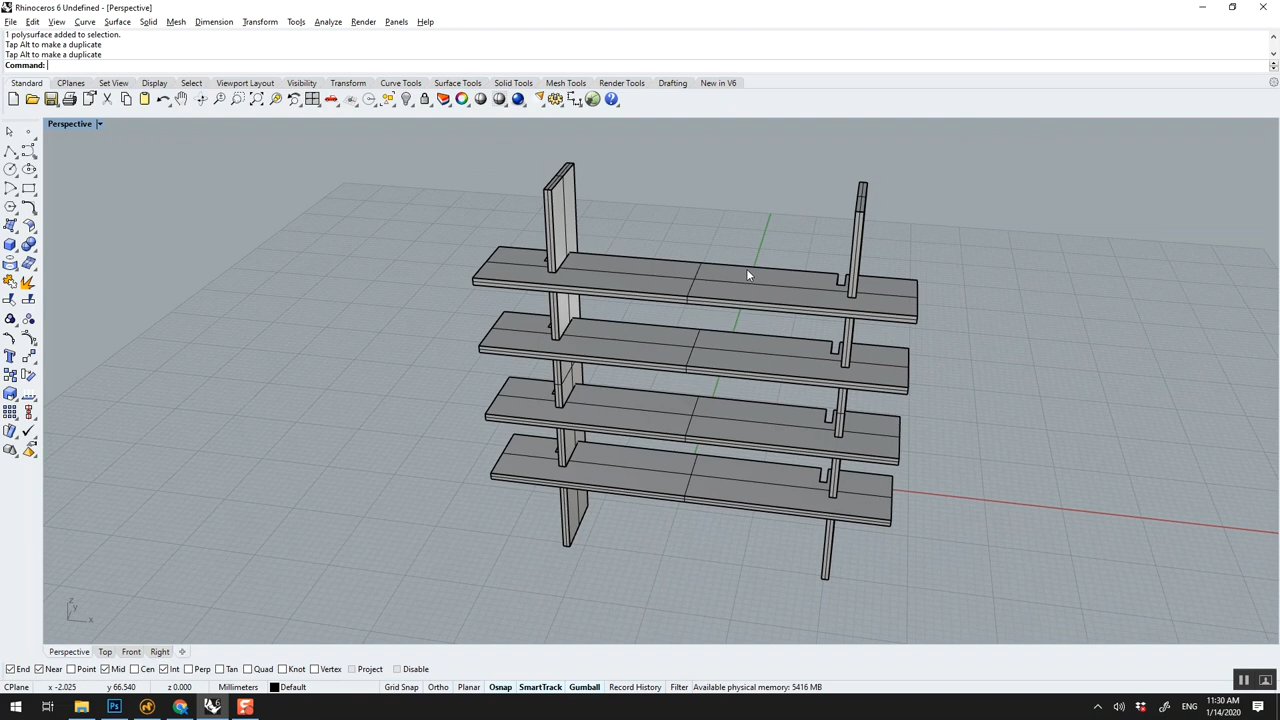 Rhinoceros 6 Undefined - [Perspective]
File Edit View Curve Surface Solid Mesh Dimension Transform Tools Analyze Render Panels Help
1 polysurface added to selection.
Tap Alt to make a duplicate
Tap Alt to make a duplicate
Command:
Standard CPlanes Set View Display Select Viewport Layout Visibility Transform Curve Tools Surface Tools Solid Tools Mesh Tools Render Tools Drafting New in V6
Perspective
z
y
x
Perspective Top Front Right
End Near Point Mid Cen Int Perp Tan Quad Knot Vertex Project Disable
CPlane x -2.025 y 66.540 z 0.000 Millimeters Default Grid Snap Ortho Planar Osnap SmartTrack Gumball Record History Filter Available physical memory: 5416 MB
Ps ENG 11:30 AM
1/14/2020